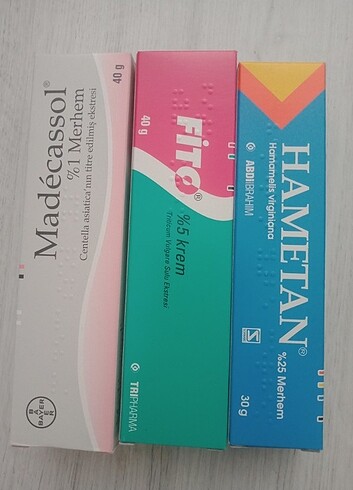 Madécassol®
%1 Merhem
Centella asiatica'nın titre edilmiş ekstresi
40 g
BAYER
BAYER
FiTO®
%5 krem
Triticum Vulgare Sulu Ekstresi
40 g
TRIPHARMA
HAMETAN®
Hamamelis virginiana
ABDİ İBRAHİM
%25 Merhem
30 g